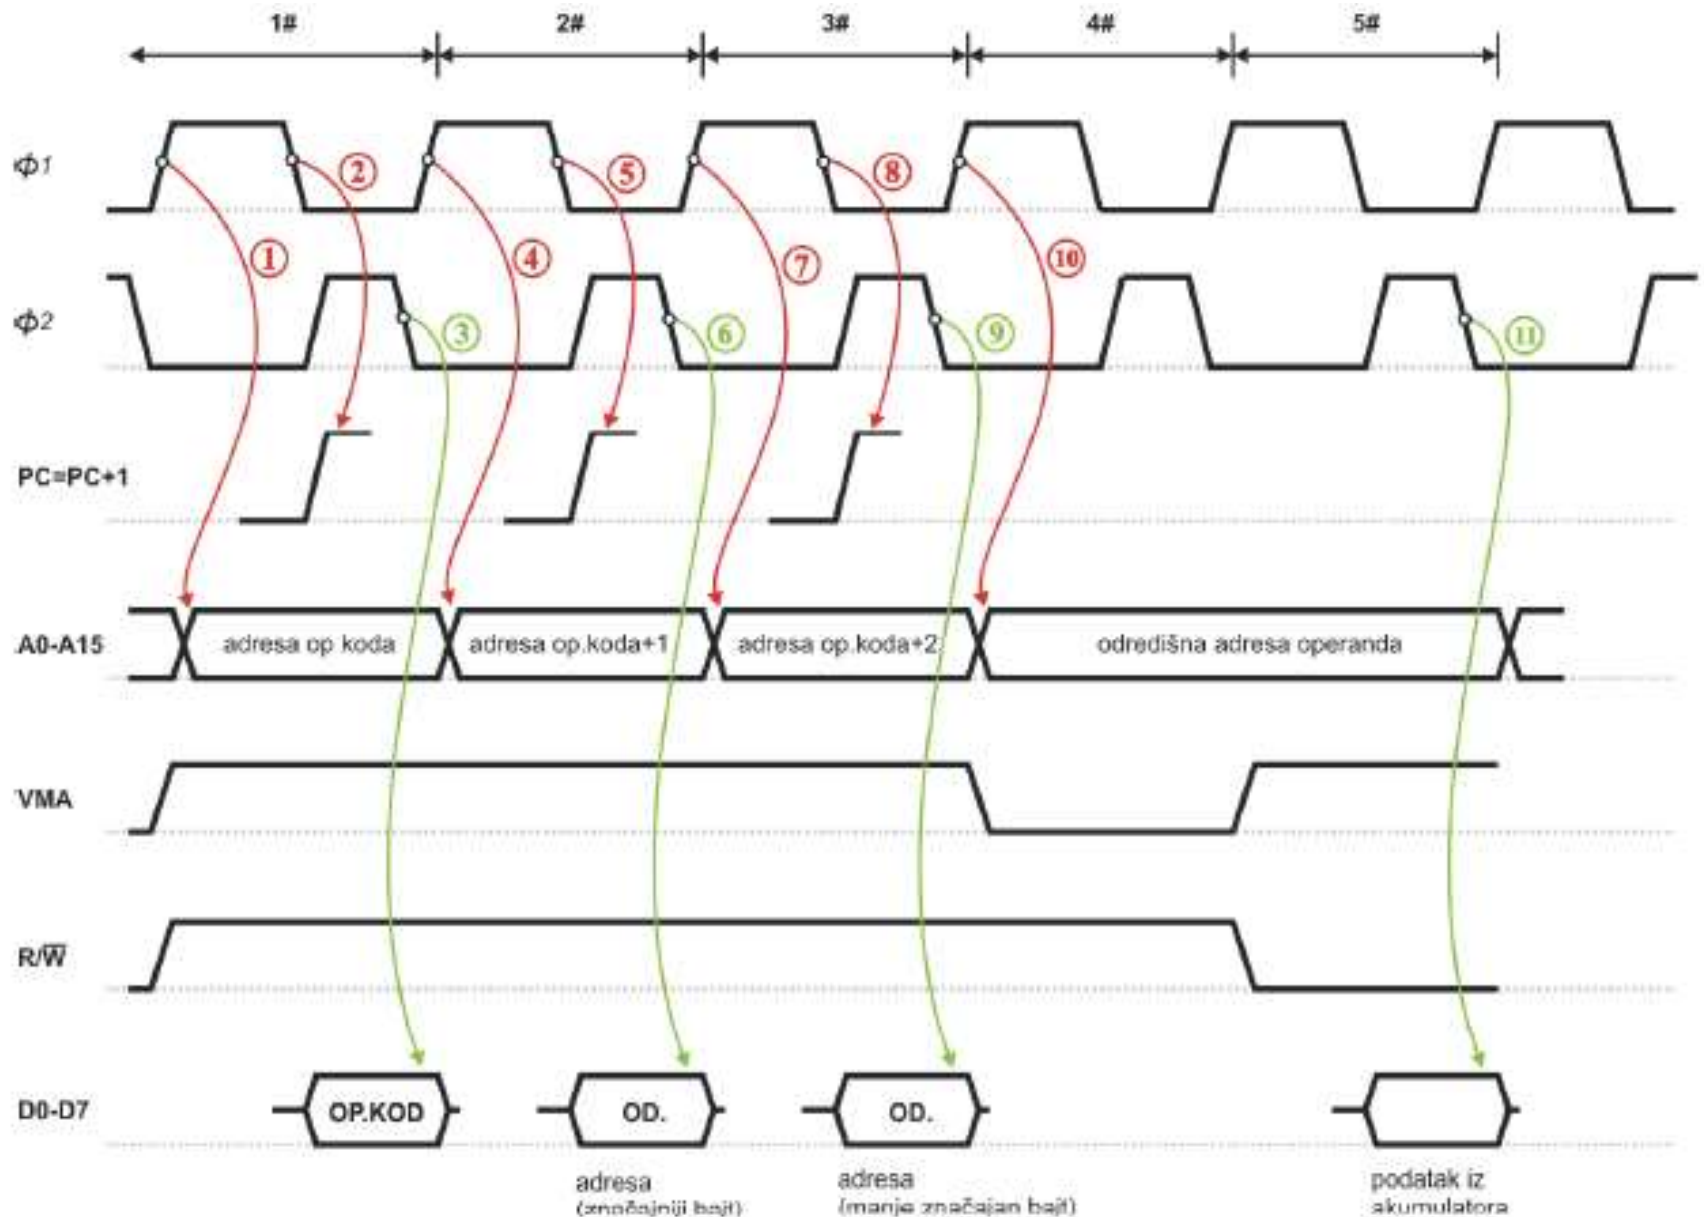 1# 2# 3# 4# 5#
ϕ1
① ② ④ ⑤ ⑦ ⑧ ⑩
ϕ2
③ ⑥ ⑨ ⑪
PC=PC+1
A0-A15 adresa op koda adresa op.koda+1 adresa op.koda+2 odredišna adresa operanda
VMA
R/W̅
D0-D7 OP.KOD OD. OD.
adresa
(značajniji bajt)
adresa
(manje značajan bajt)
podatak iz
akumulatora